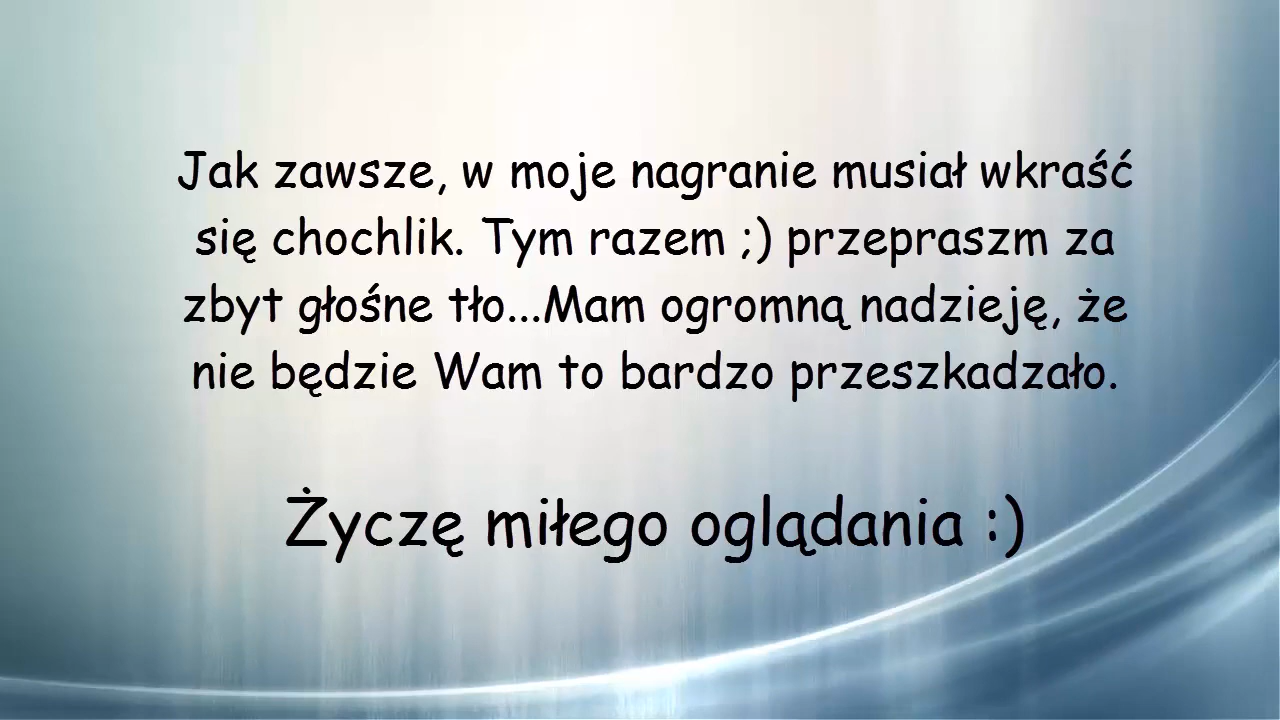 Jak zawsze, w moje nagranie musiał wkraść
się chochlik. Tym razem ;) przepraszm za
zbyt głośne tło...Mam ogromną nadzieję, że
nie będzie Wam to bardzo przeszkadzało.
Życzę miłego oglądania :)